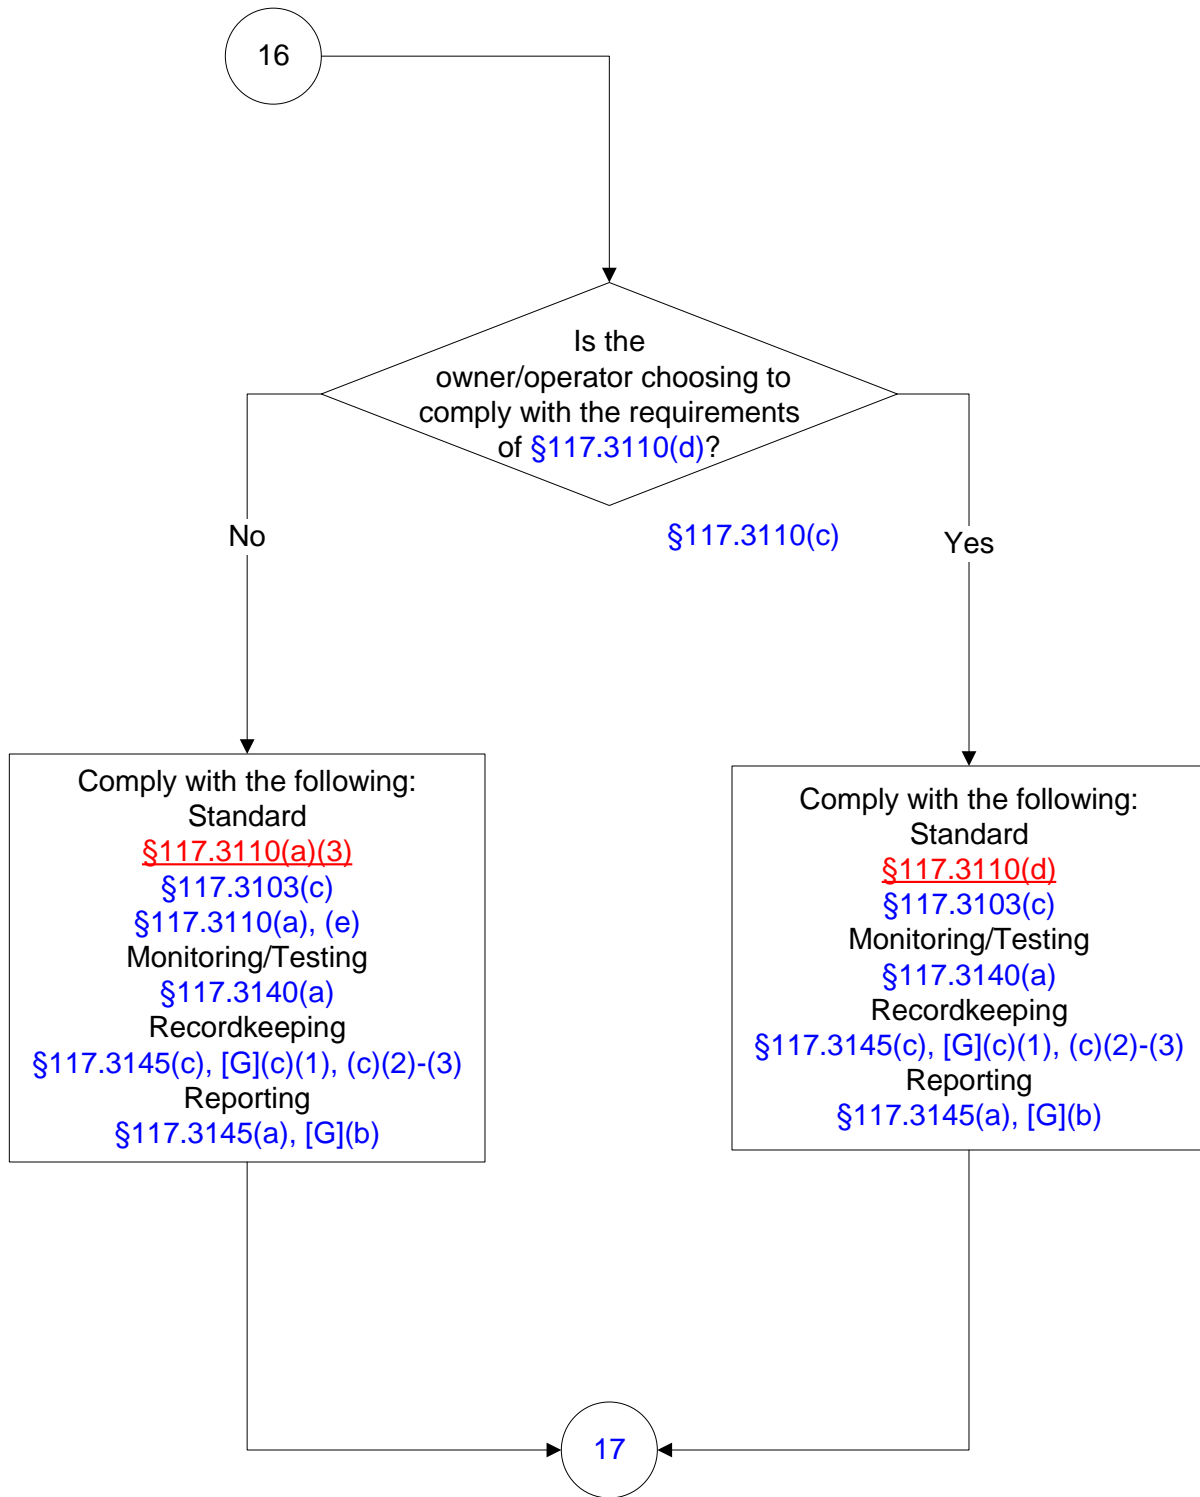 16
Is the
owner/operator choosing to
comply with the requirements
of §117.3110(d)?
§117.3110(c)
No
Yes
Comply with the following:
Standard
§117.3110(a)(3)
§117.3103(c)
§117.3110(a), (e)
Monitoring/Testing
§117.3140(a)
Recordkeeping
§117.3145(c), [G](c)(1), (c)(2)-(3)
Reporting
§117.3145(a), [G](b)
Comply with the following:
Standard
§117.3110(d)
§117.3103(c)
Monitoring/Testing
§117.3140(a)
Recordkeeping
§117.3145(c), [G](c)(1), (c)(2)-(3)
Reporting
§117.3145(a), [G](b)
17